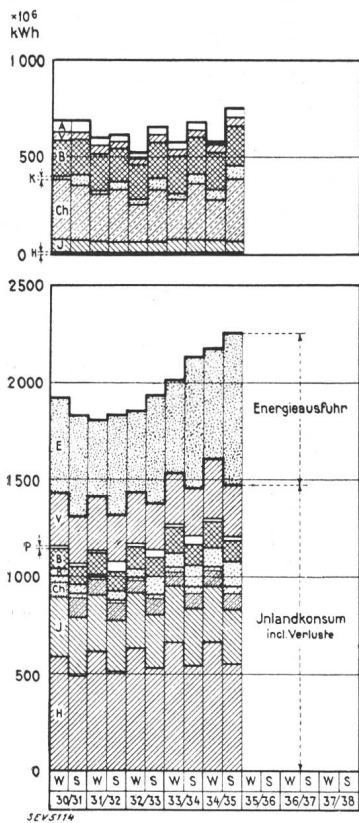 ×10⁶
kWh
1000
A
V
B
500
K
Ch
J
H
0
2500
2000
E
Energieausfuhr
1500
V
P
B
1000
Ch
J
Jnlandkonsum
incl. Verluste
500
H
0
W S W S W S W S W S W S W S W S
30/31 31/32 32/33 33/34 34/35 35/36 36/37 37/38
SEV5114